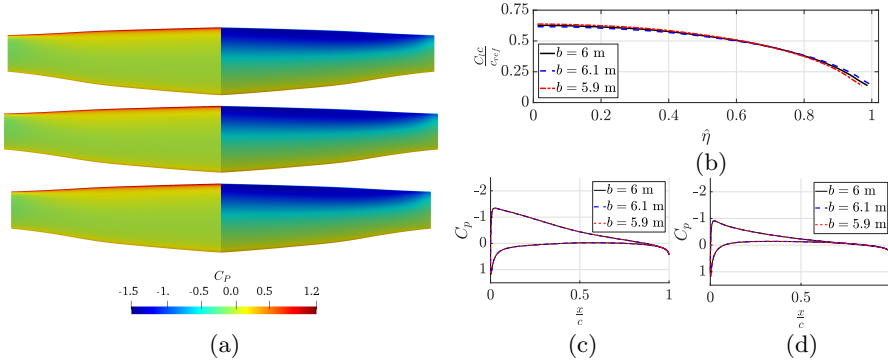 C_P
-1.5 -1. -0.5 0.0 0.5 1.2
(a)
0.75
0.5
0.25
0
C_l c / c_ref
b = 6 m
b = 6.1 m
b = 5.9 m
0 0.2 0.4 0.6 0.8 1
η̂
(b)
-2
-1
0
1
C_p
b = 6 m
b = 6.1 m
b = 5.9 m
0 0.5 1
x/c
(c)
-2
-1
0
1
C_p
b = 6 m
b = 6.1 m
b = 5.9 m
0 0.5
x/c
(d)